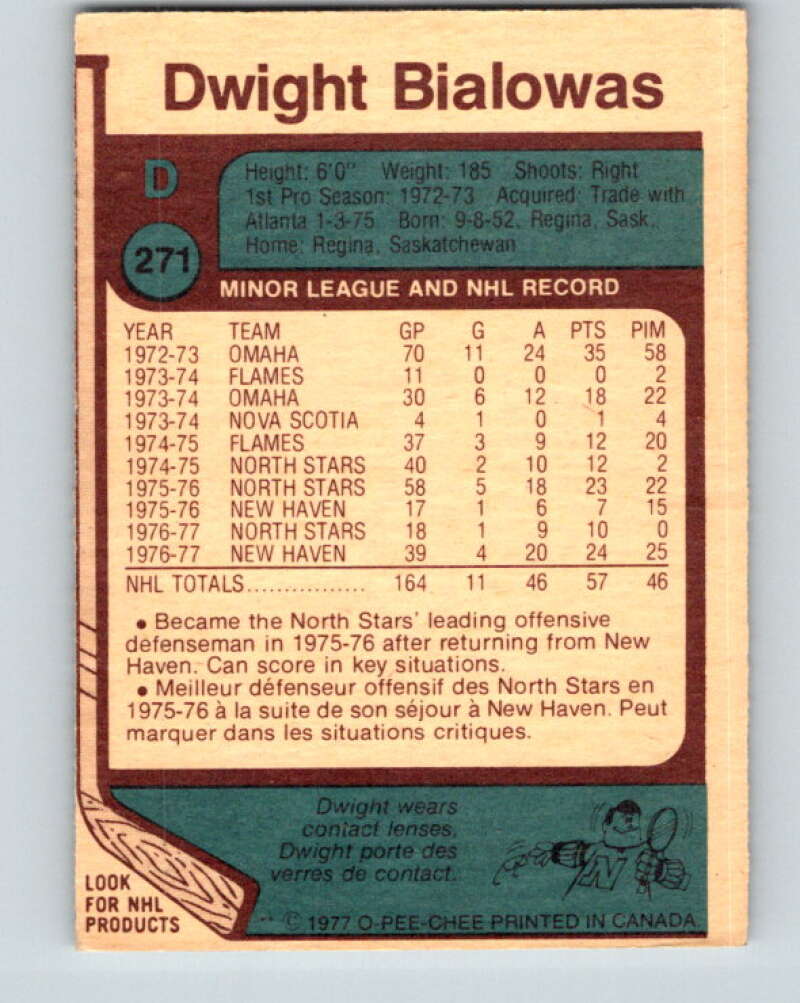 Dwight Bialowas
D
Height: 6'0" Weight: 185 Shoots: Right
1st Pro Season: 1972-73 Acquired: Trade with
Atlanta 1-3-75 Born: 9-8-52, Regina, Sask.
Home: Regina, Saskatchewan
271
MINOR LEAGUE AND NHL RECORD
YEAR TEAM GP G A PTS PIM
1972-73 OMAHA 70 11 24 35 58
1973-74 FLAMES 11 0 0 0 2
1973-74 OMAHA 30 6 12 18 22
1973-74 NOVA SCOTIA 4 1 0 1 4
1974-75 FLAMES 37 3 9 12 20
1974-75 NORTH STARS 40 2 10 12 2
1975-76 NORTH STARS 58 5 18 23 22
1975-76 NEW HAVEN 17 1 6 7 15
1976-77 NORTH STARS 18 1 9 10 0
1976-77 NEW HAVEN 39 4 20 24 25
NHL TOTALS................ 164 11 46 57 46
• Became the North Stars' leading offensive
defenseman in 1975-76 after returning from New
Haven. Can score in key situations.
• Meilleur défenseur offensif des North Stars en
1975-76 à la suite de son séjour à New Haven. Peut
marquer dans les situations critiques.
Dwight wears
contact lenses.
Dwight porte des
verres de contact.
N
LOOK
FOR NHL
PRODUCTS
© 1977 O-PEE-CHEE PRINTED IN CANADA